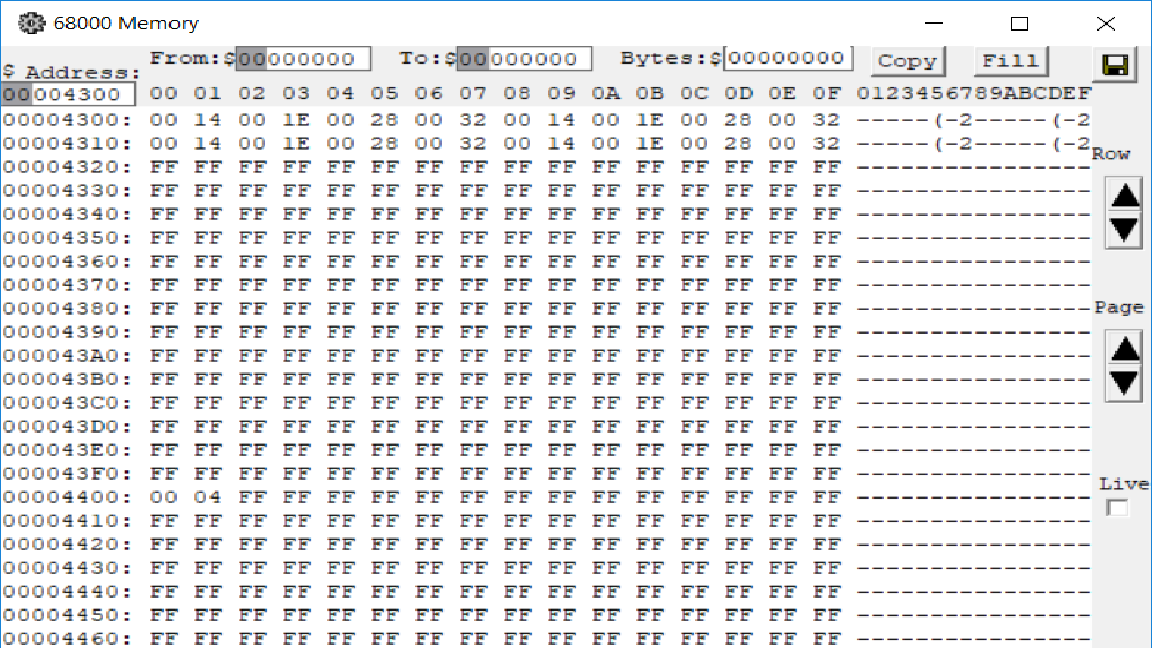 68000 Memory
From:$00000000 To:$00000000 Bytes:$00000000 Copy Fill
$ Address:
00004300 00 01 02 03 04 05 06 07 08 09 0A 0B 0C 0D 0E 0F 0123456789ABCDEF
00004300: 00 14 00 1E 00 28 00 32 00 14 00 1E 00 28 00 32 -----(-2-----(-2
00004310: 00 14 00 1E 00 28 00 32 00 14 00 1E 00 28 00 32 -----(-2-----(-2
Row
00004320: FF FF FF FF FF FF FF FF FF FF FF FF FF FF FF FF ----------------
00004330: FF FF FF FF FF FF FF FF FF FF FF FF FF FF FF FF ----------------
00004340: FF FF FF FF FF FF FF FF FF FF FF FF FF FF FF FF ----------------
00004350: FF FF FF FF FF FF FF FF FF FF FF FF FF FF FF FF ----------------
00004360: FF FF FF FF FF FF FF FF FF FF FF FF FF FF FF FF ----------------
00004370: FF FF FF FF FF FF FF FF FF FF FF FF FF FF FF FF ----------------
00004380: FF FF FF FF FF FF FF FF FF FF FF FF FF FF FF FF ----------------
Page
00004390: FF FF FF FF FF FF FF FF FF FF FF FF FF FF FF FF ----------------
000043A0: FF FF FF FF FF FF FF FF FF FF FF FF FF FF FF FF ----------------
000043B0: FF FF FF FF FF FF FF FF FF FF FF FF FF FF FF FF ----------------
000043C0: FF FF FF FF FF FF FF FF FF FF FF FF FF FF FF FF ----------------
000043D0: FF FF FF FF FF FF FF FF FF FF FF FF FF FF FF FF ----------------
000043E0: FF FF FF FF FF FF FF FF FF FF FF FF FF FF FF FF ----------------
000043F0: FF FF FF FF FF FF FF FF FF FF FF FF FF FF FF FF ----------------
Live
00004400: 00 04 FF FF FF FF FF FF FF FF FF FF FF FF FF FF ----------------
00004410: FF FF FF FF FF FF FF FF FF FF FF FF FF FF FF FF ----------------
00004420: FF FF FF FF FF FF FF FF FF FF FF FF FF FF FF FF ----------------
00004430: FF FF FF FF FF FF FF FF FF FF FF FF FF FF FF FF ----------------
00004440: FF FF FF FF FF FF FF FF FF FF FF FF FF FF FF FF ----------------
00004450: FF FF FF FF FF FF FF FF FF FF FF FF FF FF FF FF ----------------
00004460: FF FF FF FF FF FF FF FF FF FF FF FF FF FF FF FF ----------------